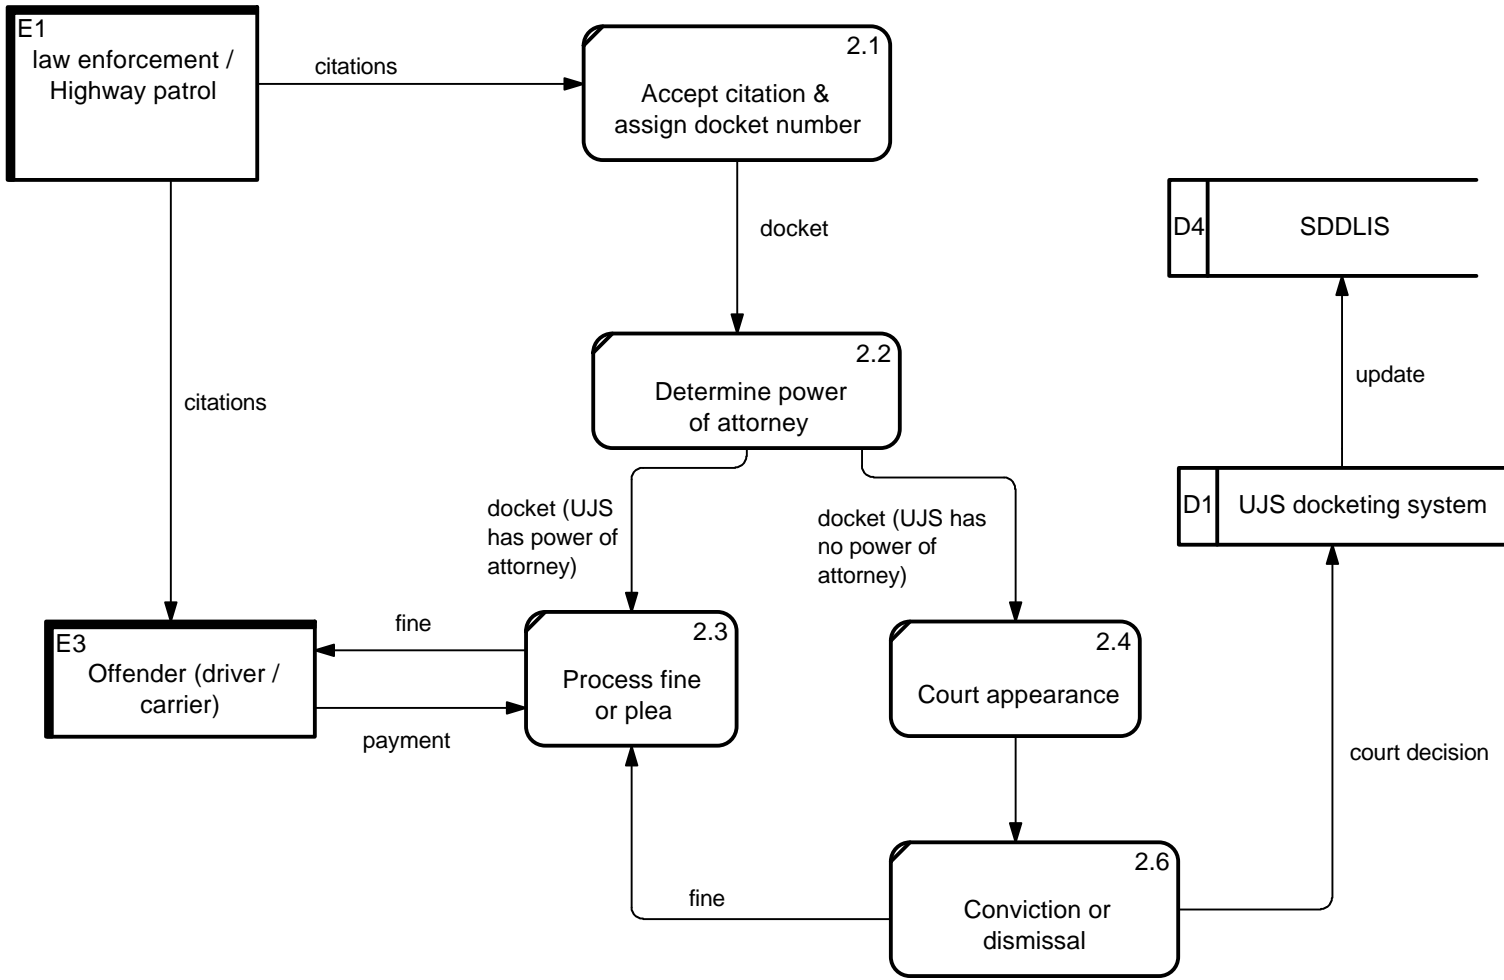 E1
law enforcement /
Highway patrol
citations
2.1
Accept citation &
assign docket number
docket
D4
SDDLIS
2.2
Determine power
of attorney
update
citations
docket (UJS
has power of
attorney)
docket (UJS has
no power of
attorney)
D1
UJS docketing system
E3
Offender (driver /
carrier)
fine
payment
2.3
Process fine
or plea
2.4
Court appearance
court decision
fine
2.6
Conviction or
dismissal